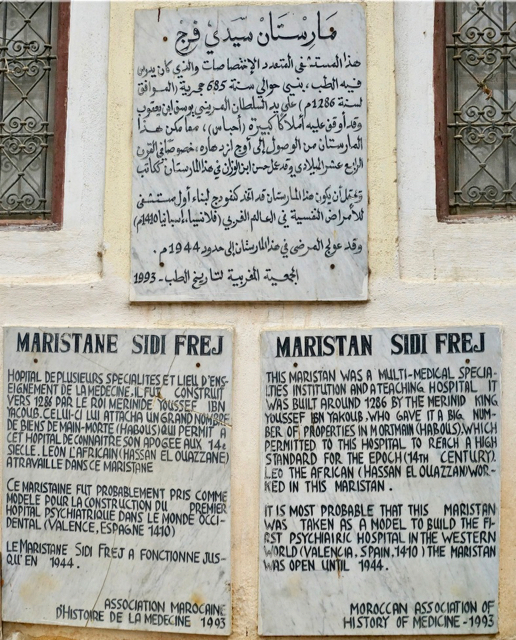 مارستان سيدي فرج
هذا المستشفى المتعدد الإختصاصات والذي كان يدرس
فيه الطب، بني حوالي سنة 685 هجرية (الموافق
لسنة 1286م) على يد السلطان المريني يوسف ابن يعقوب
وقد أوقف عليه أملاكا كبيرة (أحباس)، مما مكن هذا
المارستان من الوصول إلى أوج ازدهاره، خصوصا في القرن
الرابع عشر الميلادي وقد عمل حسن ابن الوزان في هذا المارستان ككاتب
ويحتمل أن يكون هذا المارستان قد اتخذ كنموذج لبناء أول مستشفى
للأمراض النفسية في العالم الغربي (فلانسيا، إسبانيا 1410م)
وقد عولج المرضى في هذا المارستان إلى حدود 1944م.
الجمعية المغربية لتاريخ الطب - 1993
MARISTANE SIDI FREJ
HOPITAL DE PLUSIEURS SPECIALITES ET LIEU D'ENS-
EIGNEMENT DE LA MEDECINE. IL FUT CONSTRUIT
VERS 1286 PAR LE ROI MERINIDE YOUSSEF IBN
YACOUB. CELUI-CI LUI ATTACHA UN GRAND NOMBRE
DE BIENS DE MAIN-MORTE (HABOUS) QUI PERMIT A
CET HOPITAL DE CONNAITRE SON APOGEE AUX 14E
SIECLE. LEON L'AFRICAIN (HASSAN EL OUAZZANE)
A TRAVAILLE DANS CE MARISTANE
CE MARISTANE FUT PROBABLEMENT PRIS COMME
MODELE POUR LA CONSTRUCTION DU PREMIER
HOPITAL PSYCHIATRIQUE DANS LE MONDE OCCI-
DENTAL (VALENCE, ESPAGNE 1410)
LE MARISTANE SIDI FREJ A FONCTIONNE JUS-
QU'EN 1944.
ASSOCIATION MAROCAINE
D'HISTOIRE DE LA MEDECINE 1993
MARISTAN SIDI FREJ
THIS MARISTAN WAS A MULTI-MEDICAL SPECIA-
LITIES INSTITUTION AND A TEACHING HOSPITAL IT
WAS BUILT AROUND 1286 BY THE MERINID KING
YOUSSEF IBN YAKOUB. WHO GAVE IT A BIG NUM-
BER OF PROPERTIES IN MORTMAIN (HABOUS). WHICH
PERMITTED TO THIS HOSPITAL TO REACH A HIGH
STANDARD FOR THE EPOCH (14TH CENTURY).
LEO THE AFRICAN (HASSAN EL OUAZZAN) WOR-
KED IN THIS MARISTAN.
IT IS MOST PROBABLE THAT THIS MARISTAN
WAS TAKEN AS A MODEL TO BUILD THE FI-
RST PSYCHIAIRIC HOSPITAL IN THE WESTERN
WORLD (VALENCIA. SPAIN. 1410) THE MARISTAN
WAS OPEN UNTIL 1944.
MOROCCAN ASSOCIATION OF
HISTORY OF MEDICINE - 1993